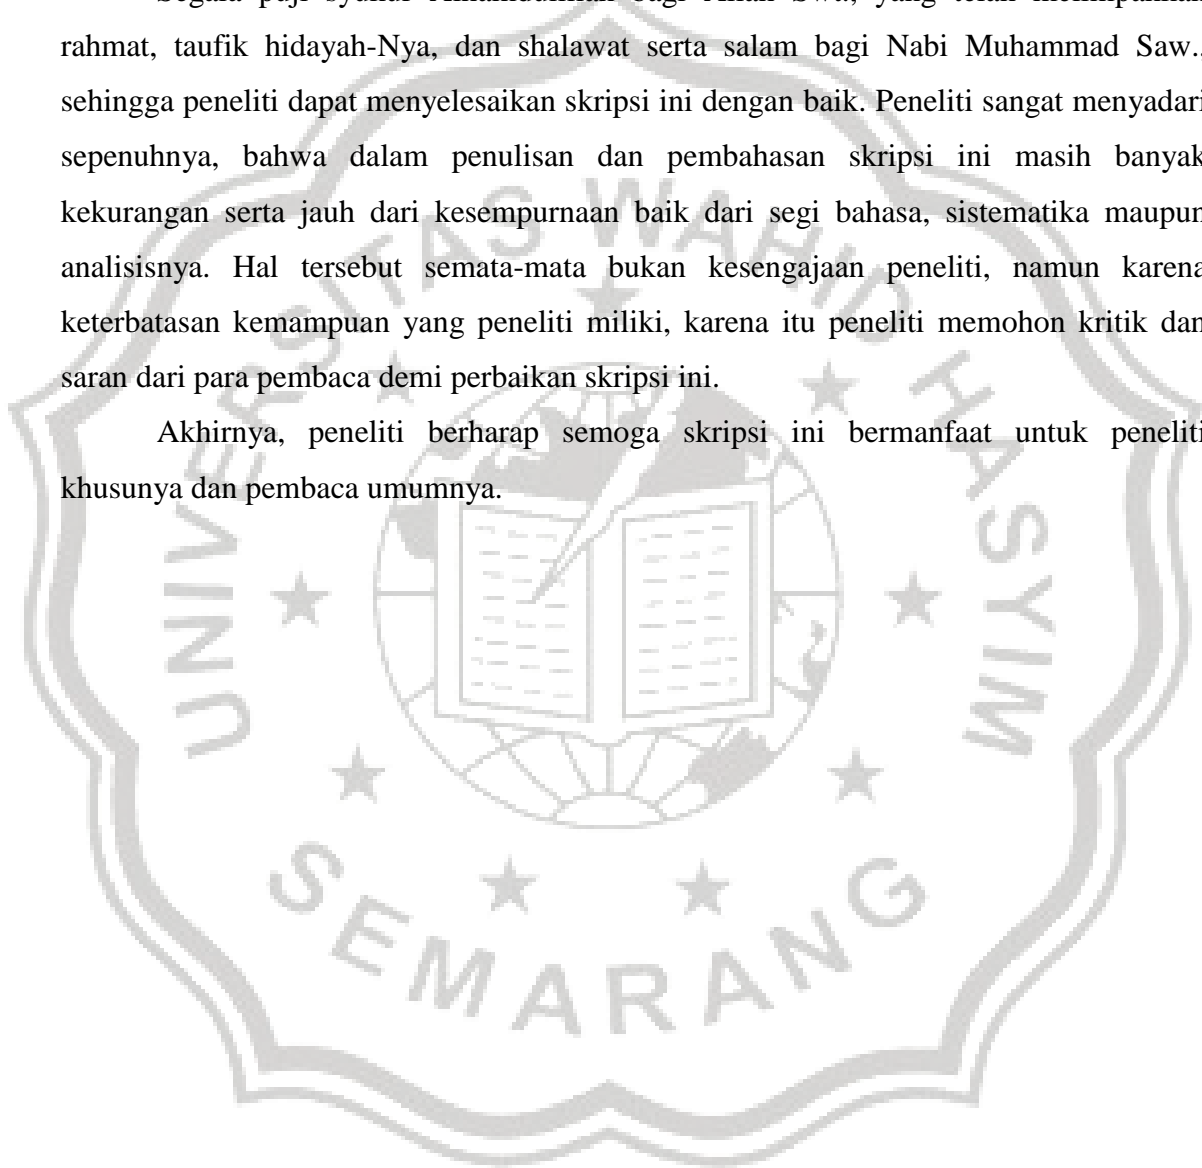 rahmat, taufik hidayah-Nya, dan shalawat serta salam bagi Nabi Muhammad Saw.,
sehingga peneliti dapat menyelesaikan skripsi ini dengan baik. Peneliti sangat menyadari
sepenuhnya, bahwa dalam penulisan dan pembahasan skripsi ini masih banyak
kekurangan serta jauh dari kesempurnaan baik dari segi bahasa, sistematika maupun
analisisnya. Hal tersebut semata-mata bukan kesengajaan peneliti, namun karena
keterbatasan kemampuan yang peneliti miliki, karena itu peneliti memohon kritik dan
saran dari para pembaca demi perbaikan skripsi ini.
Akhirnya, peneliti berharap semoga skripsi ini bermanfaat untuk peneliti
khusunya dan pembaca umumnya.
UNIVERSITAS WAHID HASYIM
SEMARANG